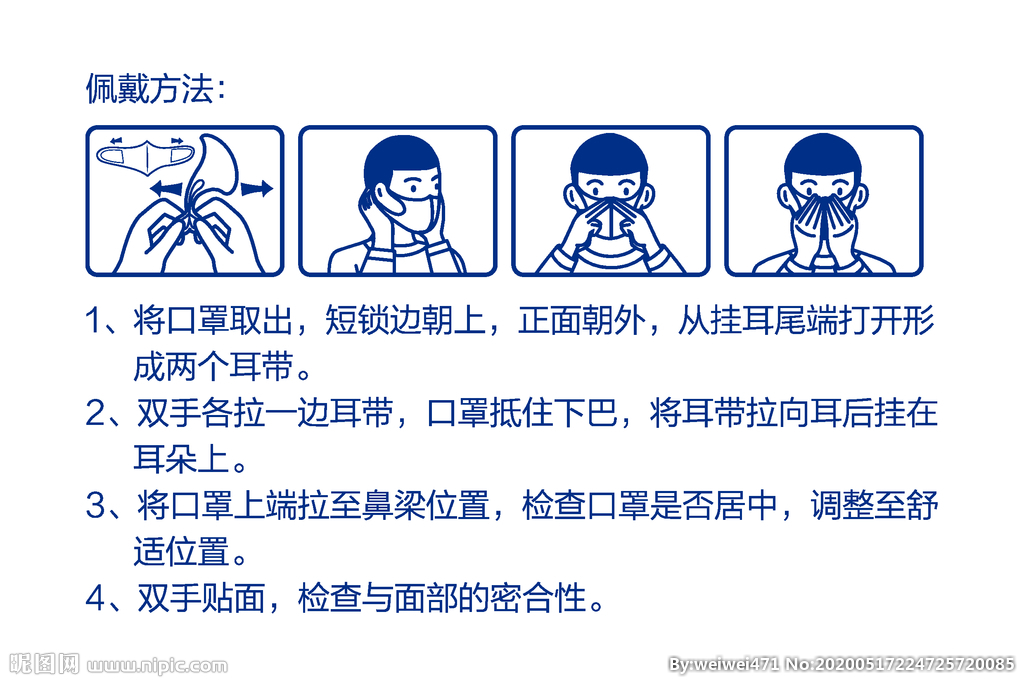 佩戴方法：
1、将口罩取出，短锁边朝上，正面朝外，从挂耳尾端打开形
成两个耳带。
2、双手各拉一边耳带，口罩抵住下巴，将耳带拉向耳后挂在
耳朵上。
3、将口罩上端拉至鼻梁位置，检查口罩是否居中，调整至舒
适位置。
4、双手贴面，检查与面部的密合性。
昵图网 www.nipic.com
By:weiwei471 No:20200517224725720085